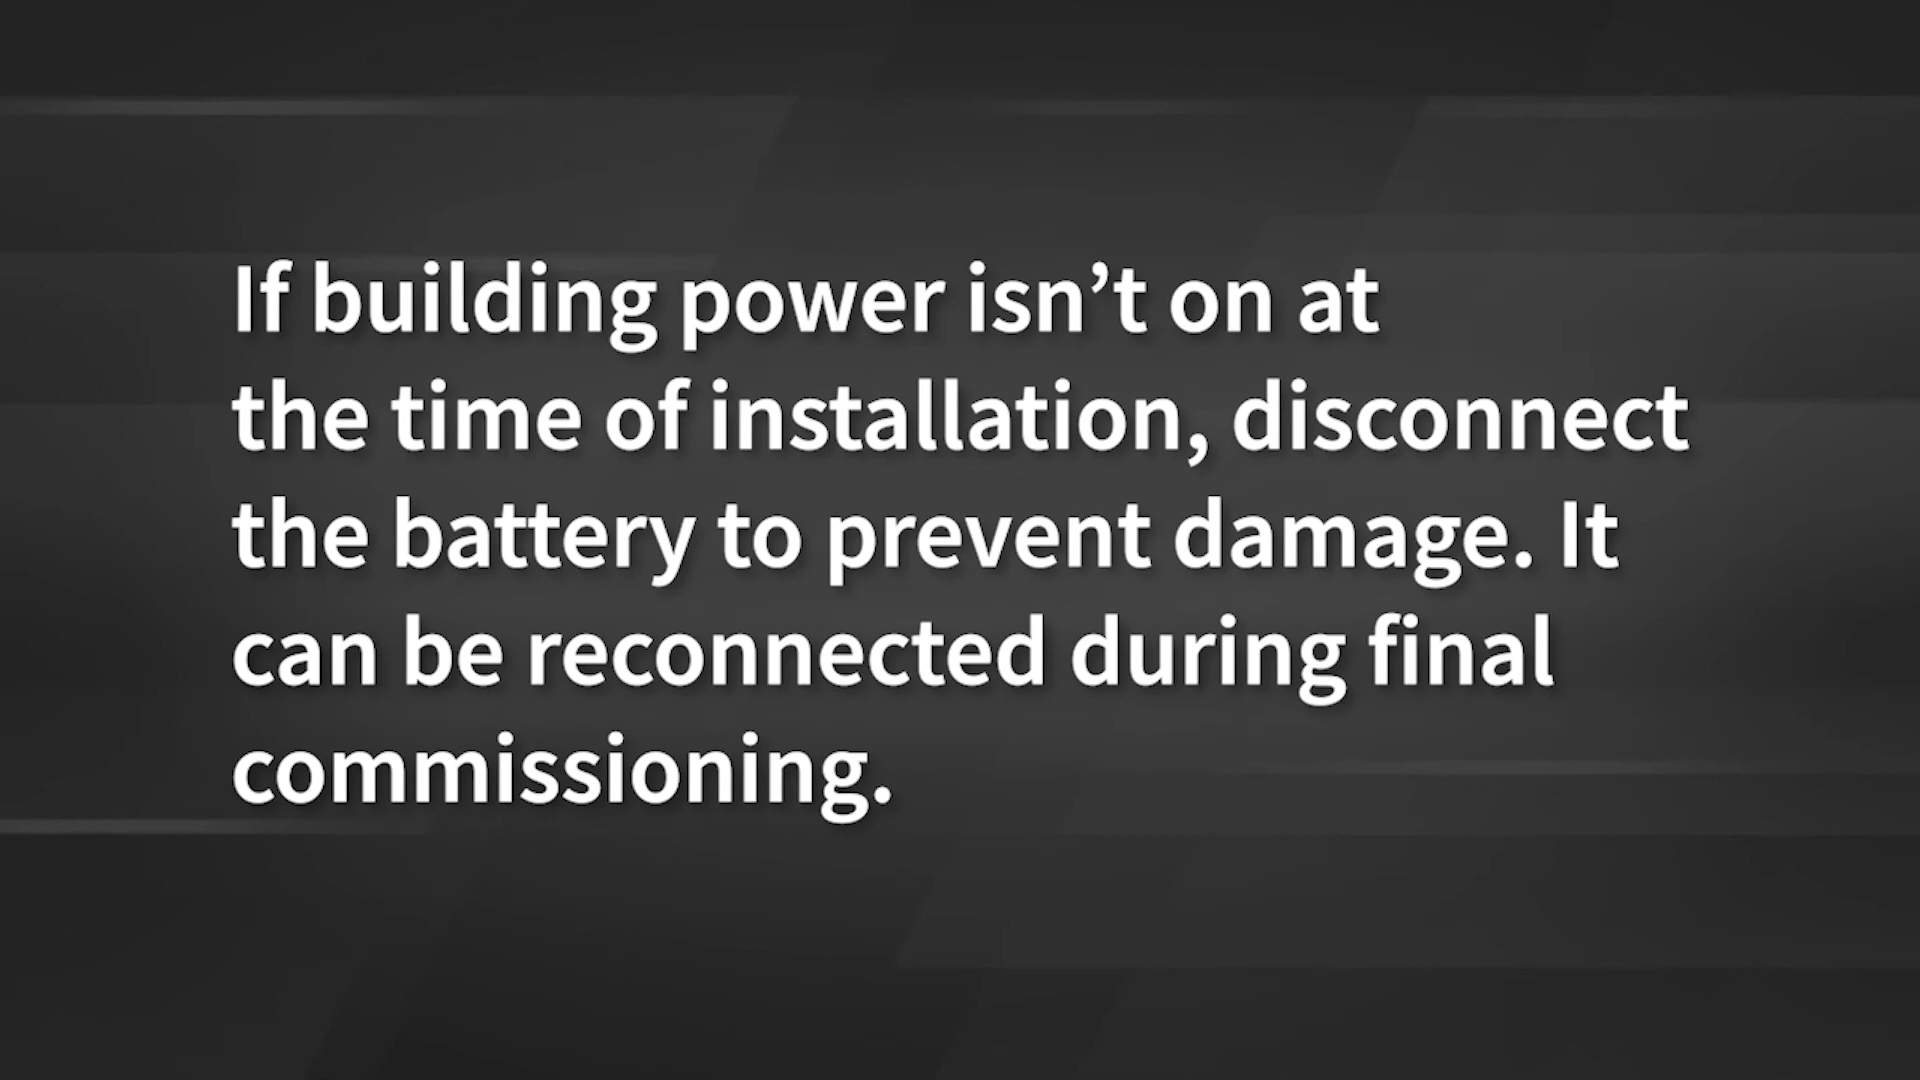 If building power isn’t on at
the time of installation, disconnect
the battery to prevent damage. It
can be reconnected during final
commissioning.